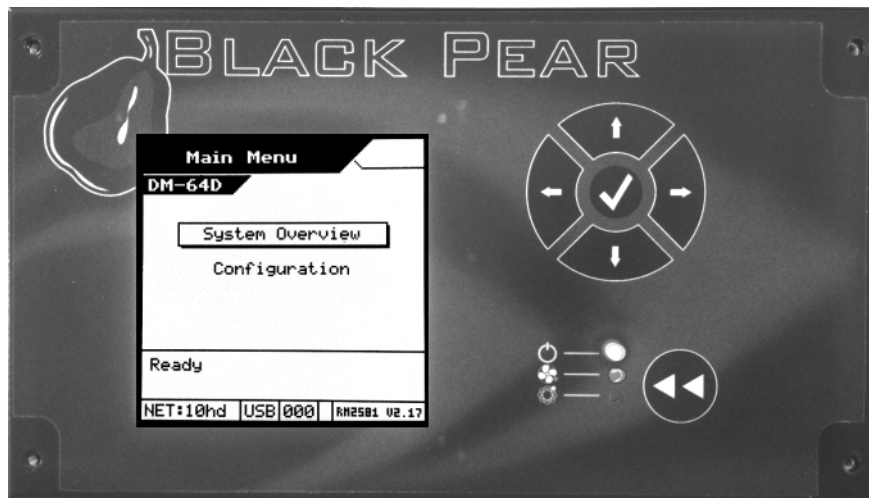 BLACK PEAR
Main Menu
DM-64D
System Overview
Configuration
Ready
NET:10hd USB 000 RM2581 V2.17